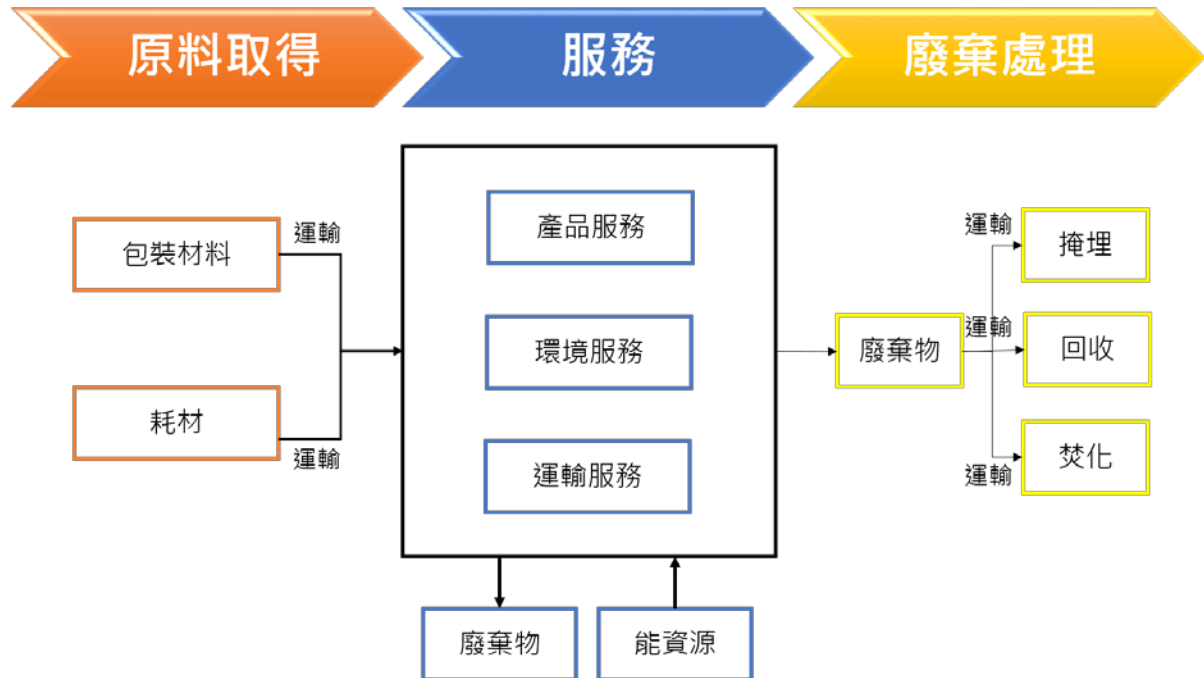 原料取得
服務
廢棄處理
包裝材料
運輸
耗材
運輸
產品服務
環境服務
運輸服務
廢棄物
能資源
廢棄物
運輸
掩埋
運輸
回收
運輸
焚化